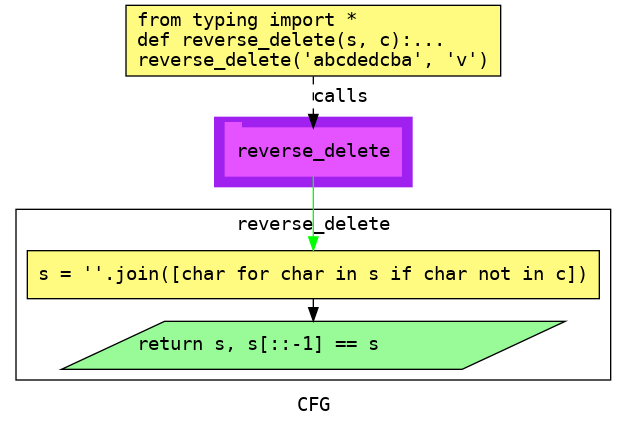 from typing import *
def reverse_delete(s, c):...
reverse_delete('abcdedcba', 'v')
calls
reverse_delete
reverse_delete
s = ''.join([char for char in s if char not in c])
return s, s[::-1] == s
CFG